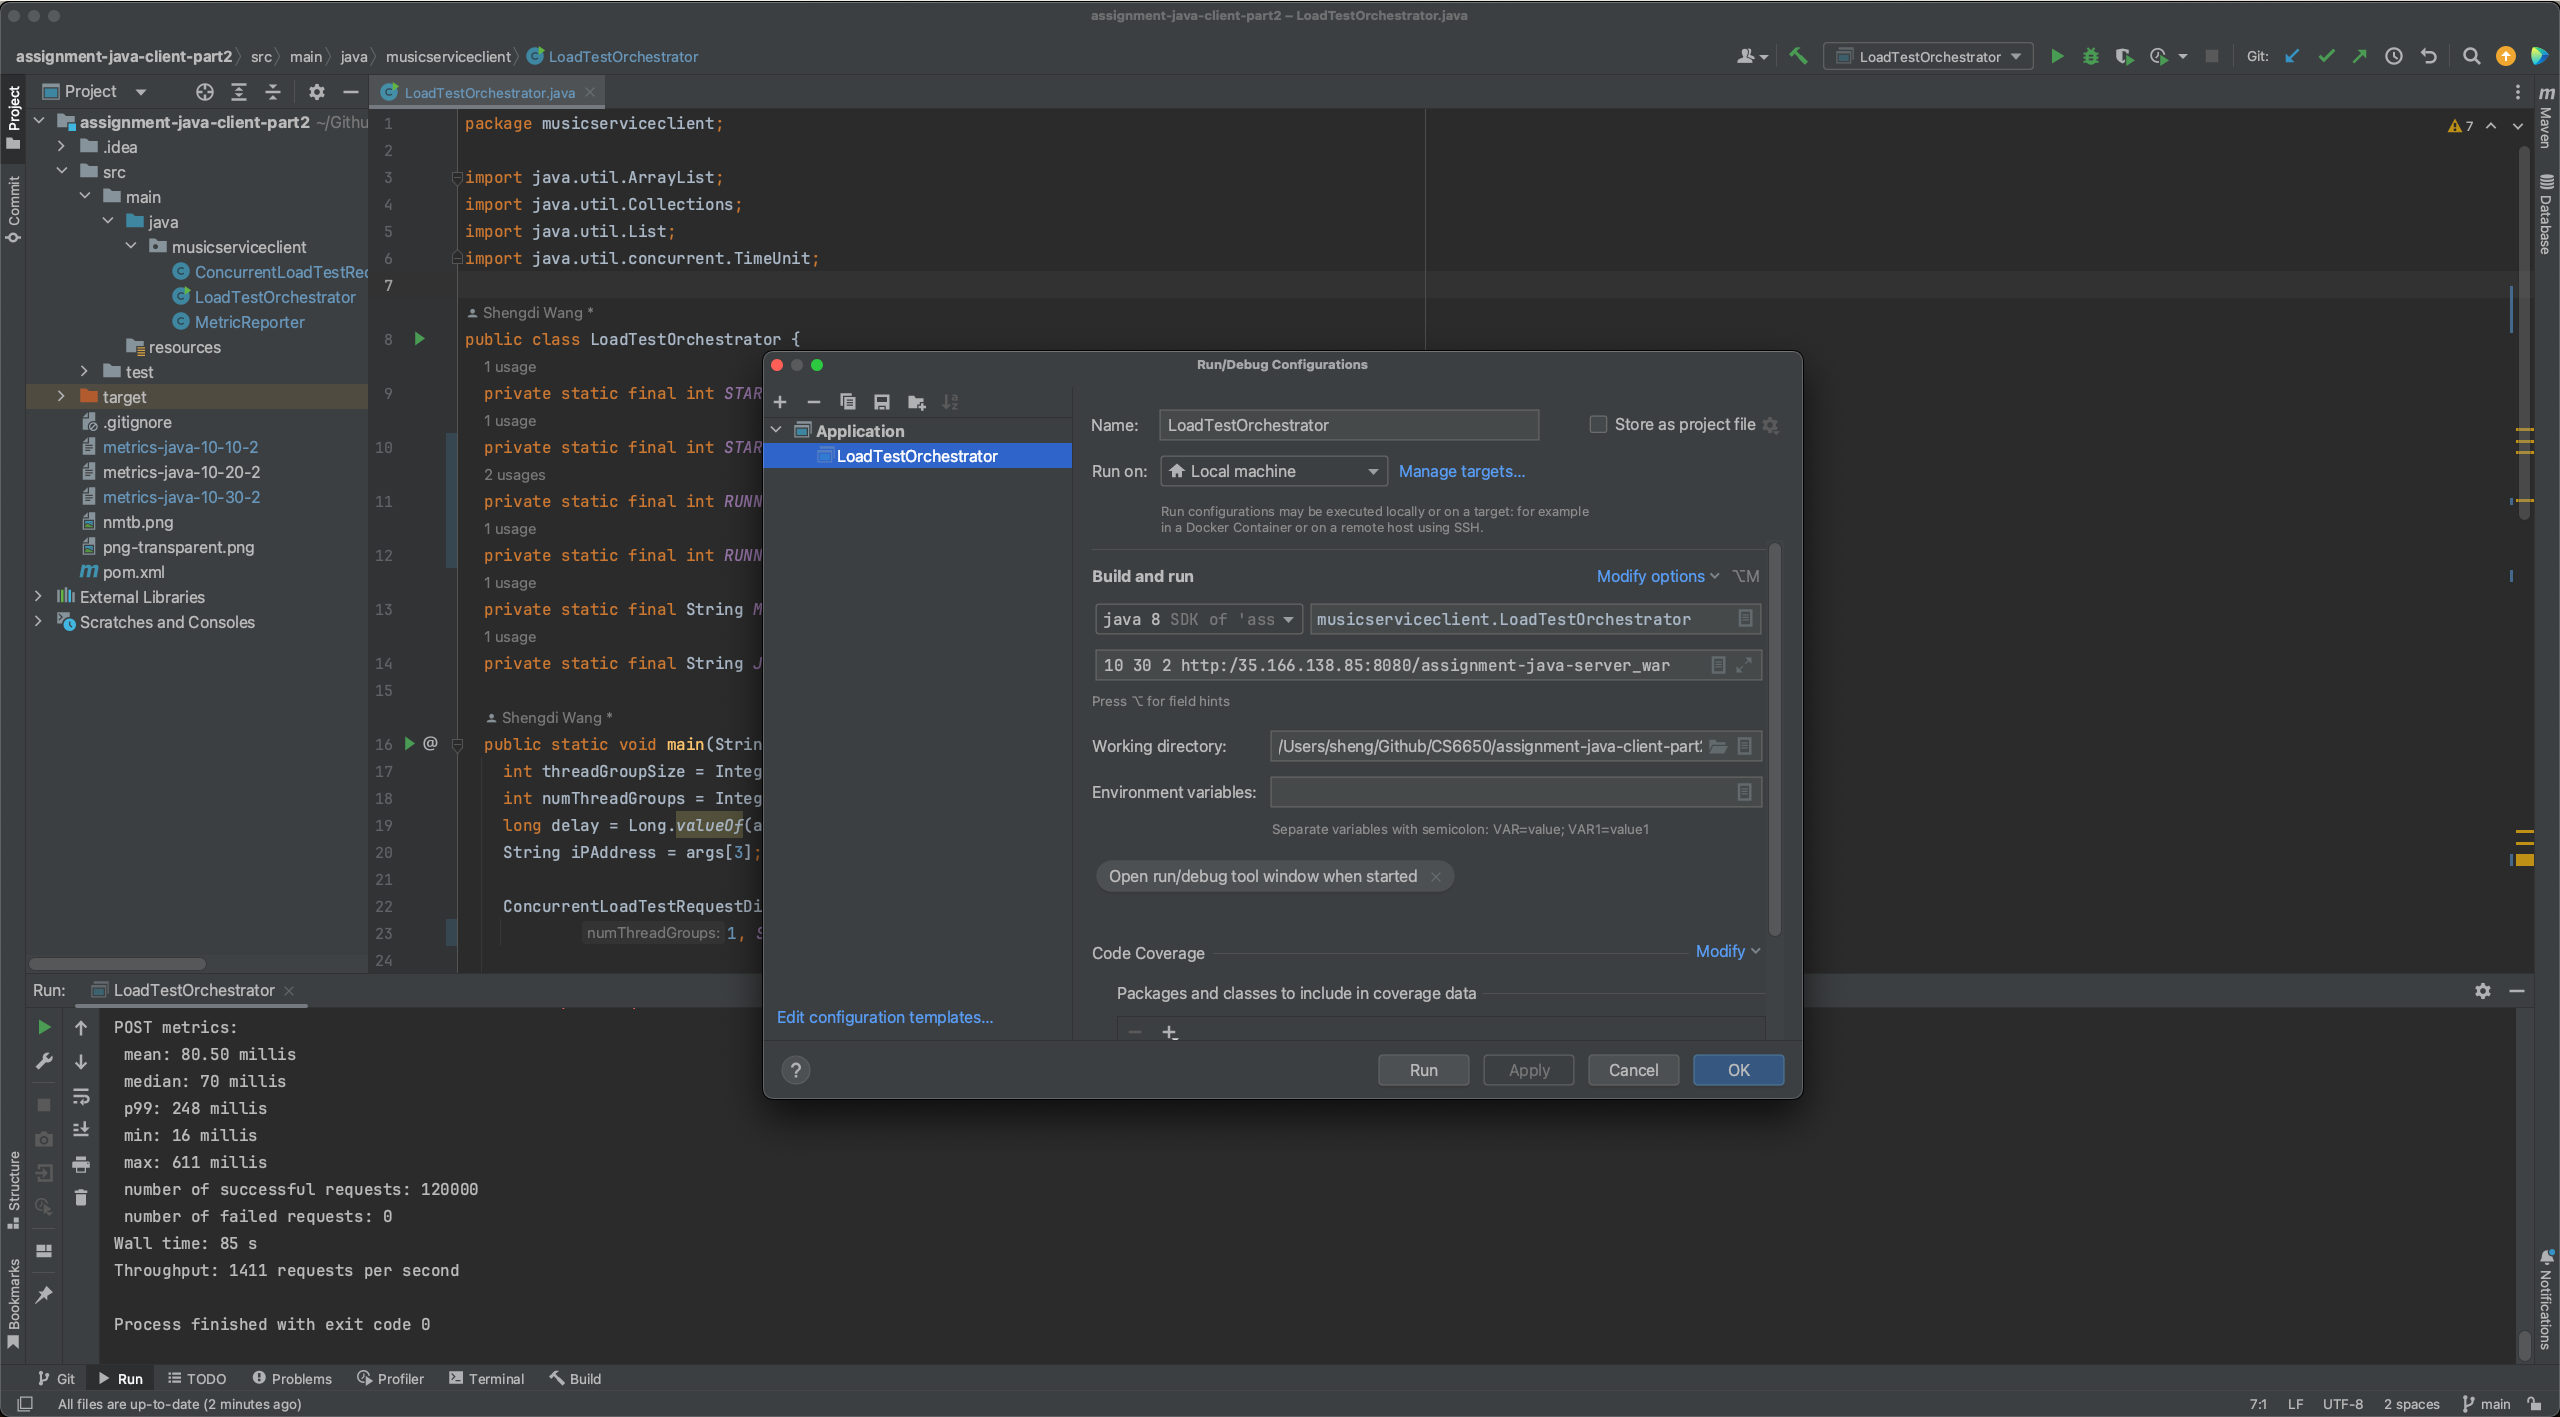 assignment-java-client-part2 – LoadTestOrchestrator.java
assignment-java-client-part2 src main java musicserviceclient LoadTestOrchestrator
LoadTestOrchestrator
Git:
Project
LoadTestOrchestrator.java
Project
Commit
Structure
Bookmarks
assignment-java-client-part2 ~/Githu
.idea
src
main
java
musicserviceclient
ConcurrentLoadTestRec
LoadTestOrchestrator
MetricReporter
resources
test
target
.gitignore
metrics-java-10-10-2
metrics-java-10-20-2
metrics-java-10-30-2
nmtb.png
png-transparent.png
pom.xml
External Libraries
Scratches and Consoles
1 package musicserviceclient;
2
3 import java.util.ArrayList;
4 import java.util.Collections;
5 import java.util.List;
6 import java.util.concurrent.TimeUnit;
7
Shengdi Wang *
8 public class LoadTestOrchestrator {
1 usage
9 private static final int STAR
1 usage
10 private static final int STAR
2 usages
11 private static final int RUNN
1 usage
12 private static final int RUNN
1 usage
13 private static final String M
1 usage
14 private static final String J
15
Shengdi Wang *
16 @ public static void main(Strin
17 int threadGroupSize = Integ
18 int numThreadGroups = Integ
19 long delay = Long.valueOf(a
20 String iPAddress = args[3];
21
22 ConcurrentLoadTestRequestDi
23 numThreadGroups: 1, S
24
7
m Maven
Database
Notifications
Run/Debug Configurations
Application
LoadTestOrchestrator
Edit configuration templates...
Name: LoadTestOrchestrator
Store as project file
Run on: Local machine Manage targets...
Run configurations may be executed locally or on a target: for example
in a Docker Container or on a remote host using SSH.
Build and run
Modify options ⌥M
java 8 SDK of 'ass
musicserviceclient.LoadTestOrchestrator
10 30 2 http:/35.166.138.85:8080/assignment-java-server_war
Press ⌥ for field hints
Working directory: /Users/sheng/Github/CS6650/assignment-java-client-part2
Environment variables:
Separate variables with semicolon: VAR=value; VAR1=value1
Open run/debug tool window when started
Code Coverage
Modify
Packages and classes to include in coverage data
?
Run
Apply
Cancel
OK
Run: LoadTestOrchestrator
POST metrics:
mean: 80.50 millis
median: 70 millis
p99: 248 millis
min: 16 millis
max: 611 millis
number of successful requests: 120000
number of failed requests: 0
Wall time: 85 s
Throughput: 1411 requests per second
Process finished with exit code 0
Git
Run
TODO
Problems
Profiler
Terminal
Build
All files are up-to-date (2 minutes ago)
7:1 LF UTF-8 2 spaces main